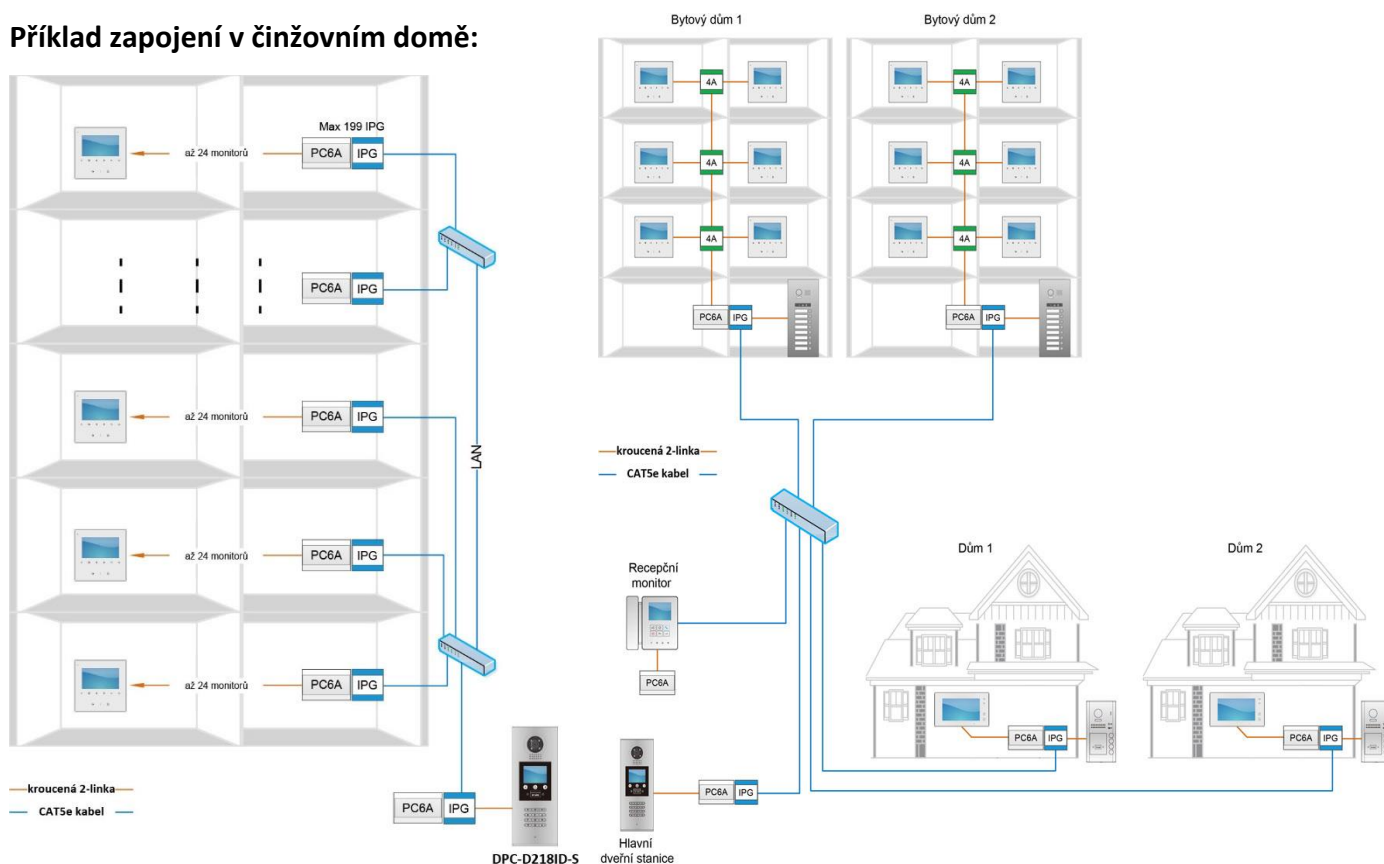 Příklad zapojení v činžovním domě:
Max 199 IPG
až 24 monitorů
PC6A IPG
PC6A IPG
až 24 monitorů
PC6A IPG
LAN
až 24 monitorů
PC6A IPG
až 24 monitorů
PC6A IPG
kroucená 2-linka
CAT5e kabel
PC6A IPG
DPC-D218ID-S
Bytový dům 1
4A
4A
4A
PC6A IPG
Bytový dům 2
4A
4A
4A
PC6A IPG
kroucená 2-linka
CAT5e kabel
Recepční
monitor
PC6A
PC6A IPG
Hlavní
dveřní stanice
Dům 1
PC6A IPG
Dům 2
PC6A IPG